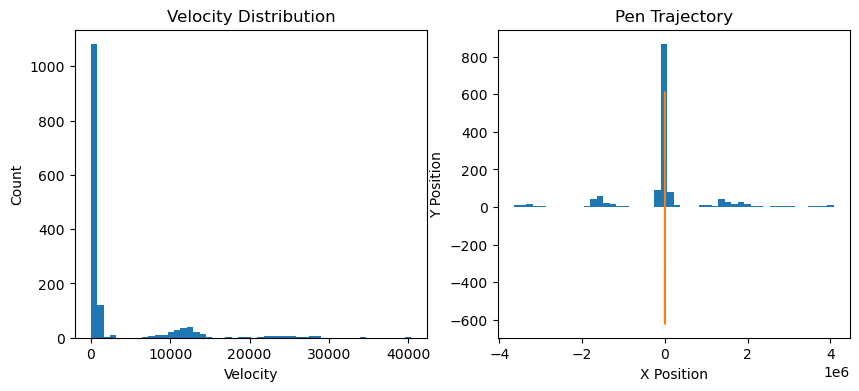 Velocity Distribution
Count
1000
800
600
400
200
0
0 10000 20000 30000 40000
Velocity
Pen Trajectory
Y Position
800
600
400
200
0
−200
−400
−600
−4 −2 0 2 4
1e6
X Position